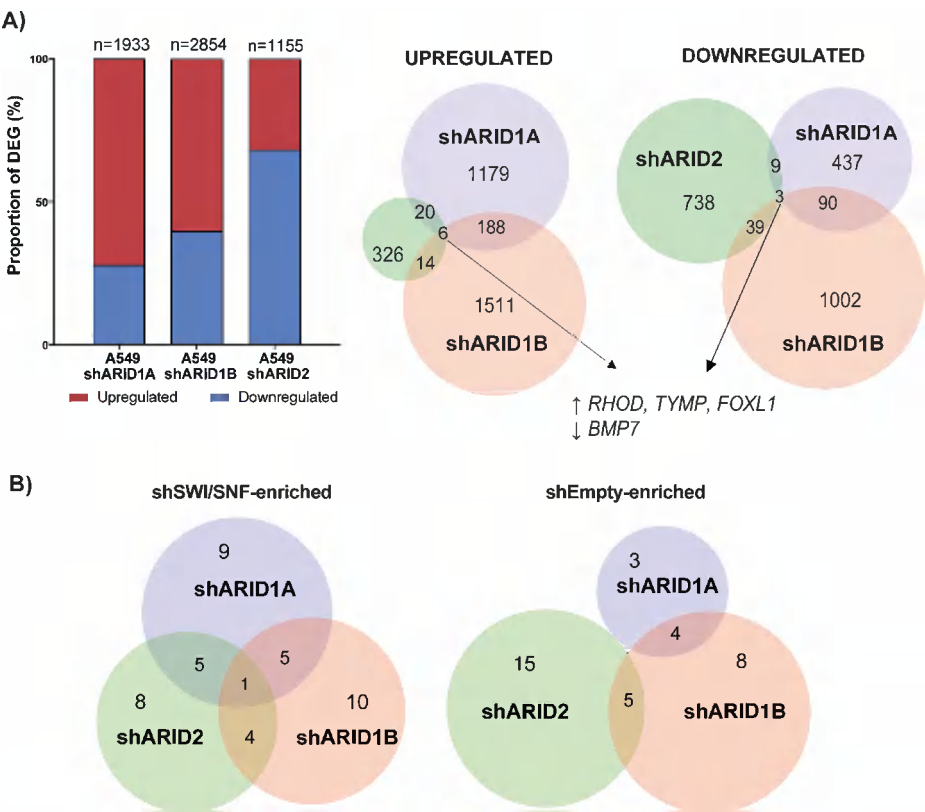 A)
n=1933 n=2854 n=1155
Proportion of DEG (%)
100
50
0
A549 shARID1A
A549 shARID1B
A549 shARID2
Upregulated Downregulated
UPREGULATED
shARID1A
1179
20
6
188
326
14
1511
shARID1B
DOWNREGULATED
shARID2
shARID1A
9
437
738
3
90
39
1002
shARID1B
↑ RHOD, TYMP, FOXL1
↓ BMP7
B)
shSWI/SNF-enriched
9
shARID1A
5
5
1
8
10
shARID2
4
shARID1B
shEmpty-enriched
3
shARID1A
4
15
8
5
shARID2
shARID1B